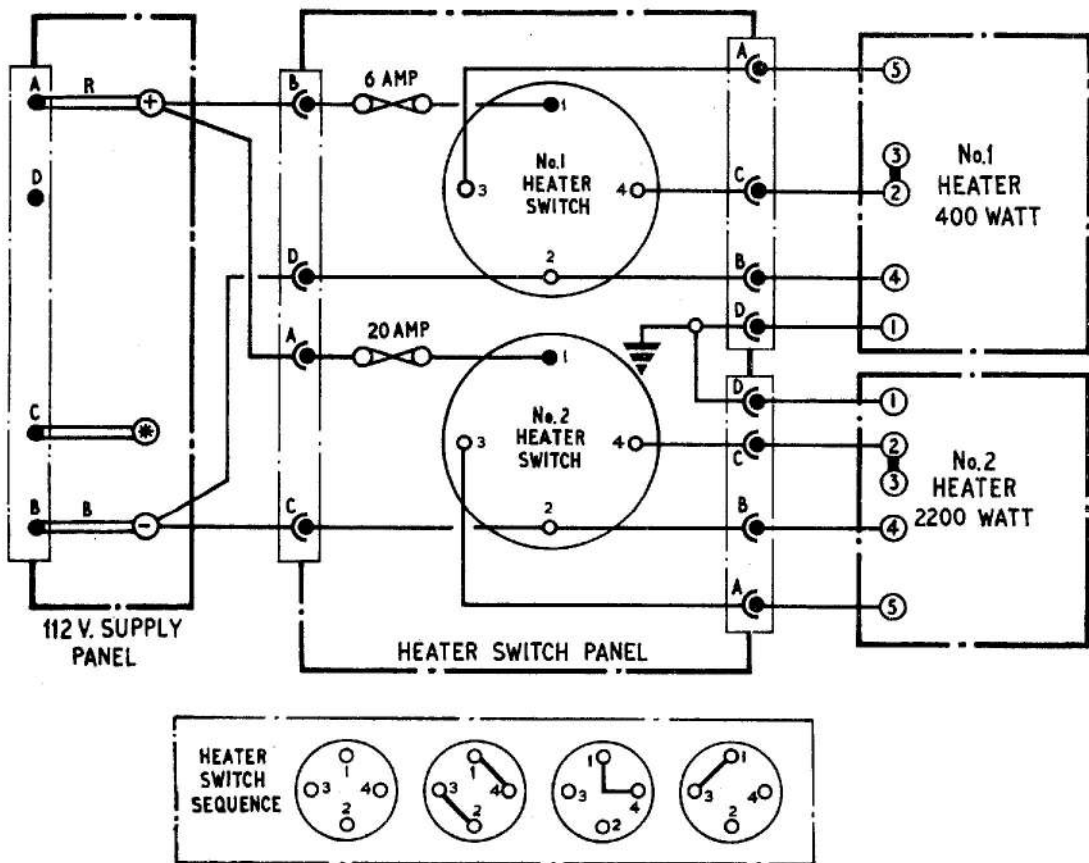 A
R
+
D
C
*
B
B
-
112 V. SUPPLY
PANEL
B
6 AMP
1
No.1
HEATER
SWITCH
3
4
2
D
A
20 AMP
1
No.2
HEATER
SWITCH
3
4
2
C
HEATER SWITCH PANEL
A
C
B
D
D
C
B
A
5
3
2
4
1
No.1
HEATER
400 WATT
1
2
3
4
5
No.2
HEATER
2200 WATT
HEATER
SWITCH
SEQUENCE
1
3
4
2
1
3
4
2
1
3
4
2
1
3
4
2